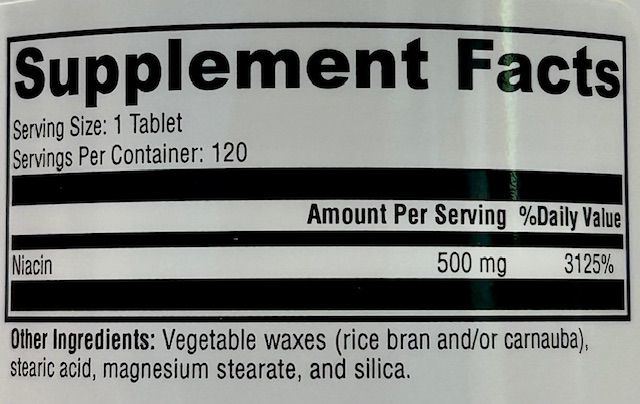 Supplement Facts
Serving Size: 1 Tablet
Servings Per Container: 120
Amount Per Serving %Daily Value
Niacin 500 mg 3125%
Other Ingredients: Vegetable waxes (rice bran and/or carnauba),
stearic acid, magnesium stearate, and silica.